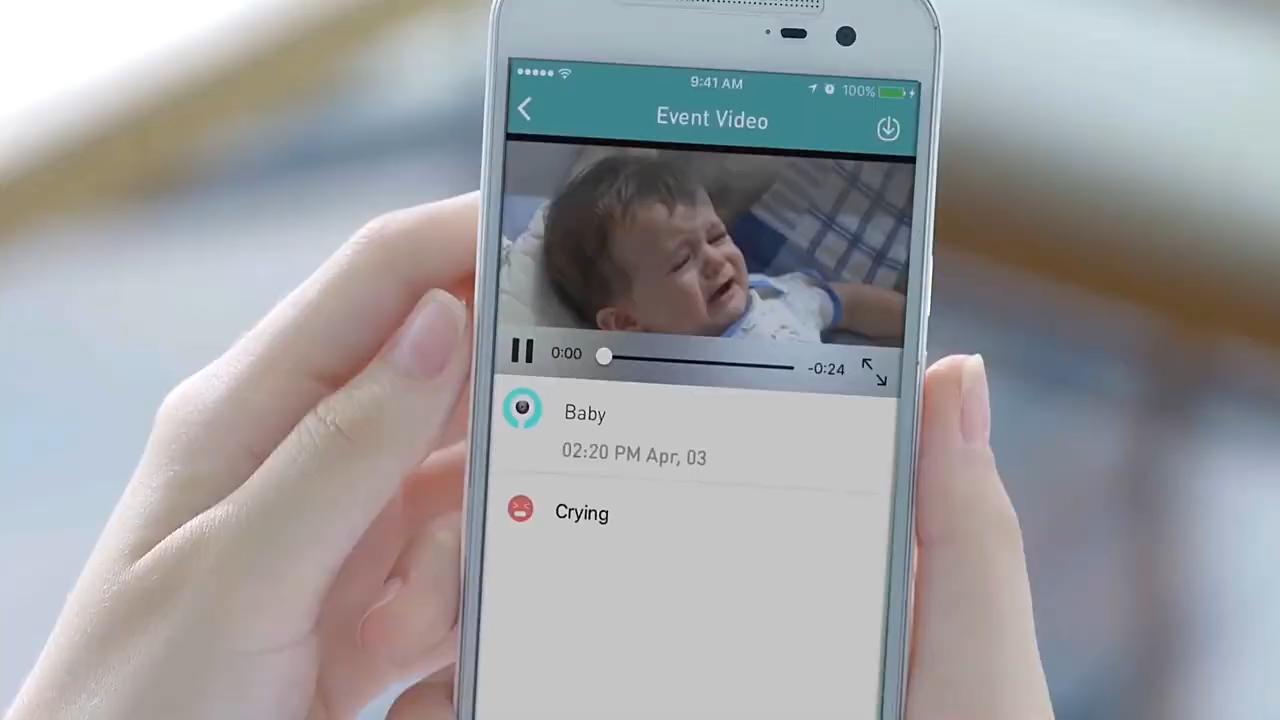 9:41 AM
100%
Event Video
0:00
-0:24
Baby
02:20 PM Apr, 03
Crying